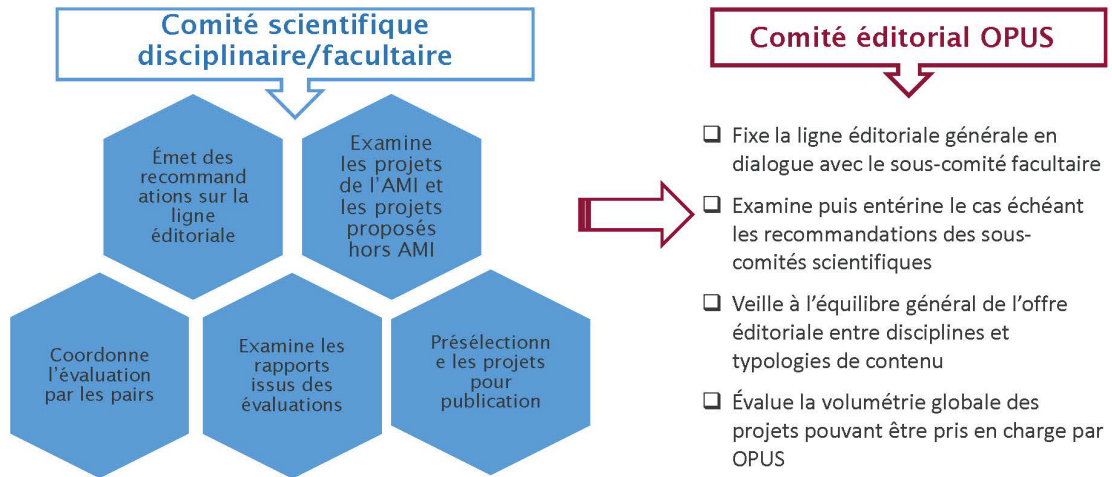 Comité scientifique
disciplinaire/facultaire
Émet des
recommand
ations sur la
ligne
éditoriale
Examine
les projets
de l'AMI et
les projets
proposés
hors AMI
Coordonne
l'évaluation
par les pairs
Examine les
rapports
issus des
évaluations
Présélectionn
e les projets
pour
publication
Comité éditorial OPUS
❑ Fixe la ligne éditoriale générale en
dialogue avec le sous-comité facultaire
❑ Examine puis entérine le cas échéant
les recommandations des sous-
comités scientifiques
❑ Veille à l'équilibre général de l'offre
éditoriale entre disciplines et
typologies de contenu
❑ Évalue la volumétrie globale des
projets pouvant être pris en charge par
OPUS